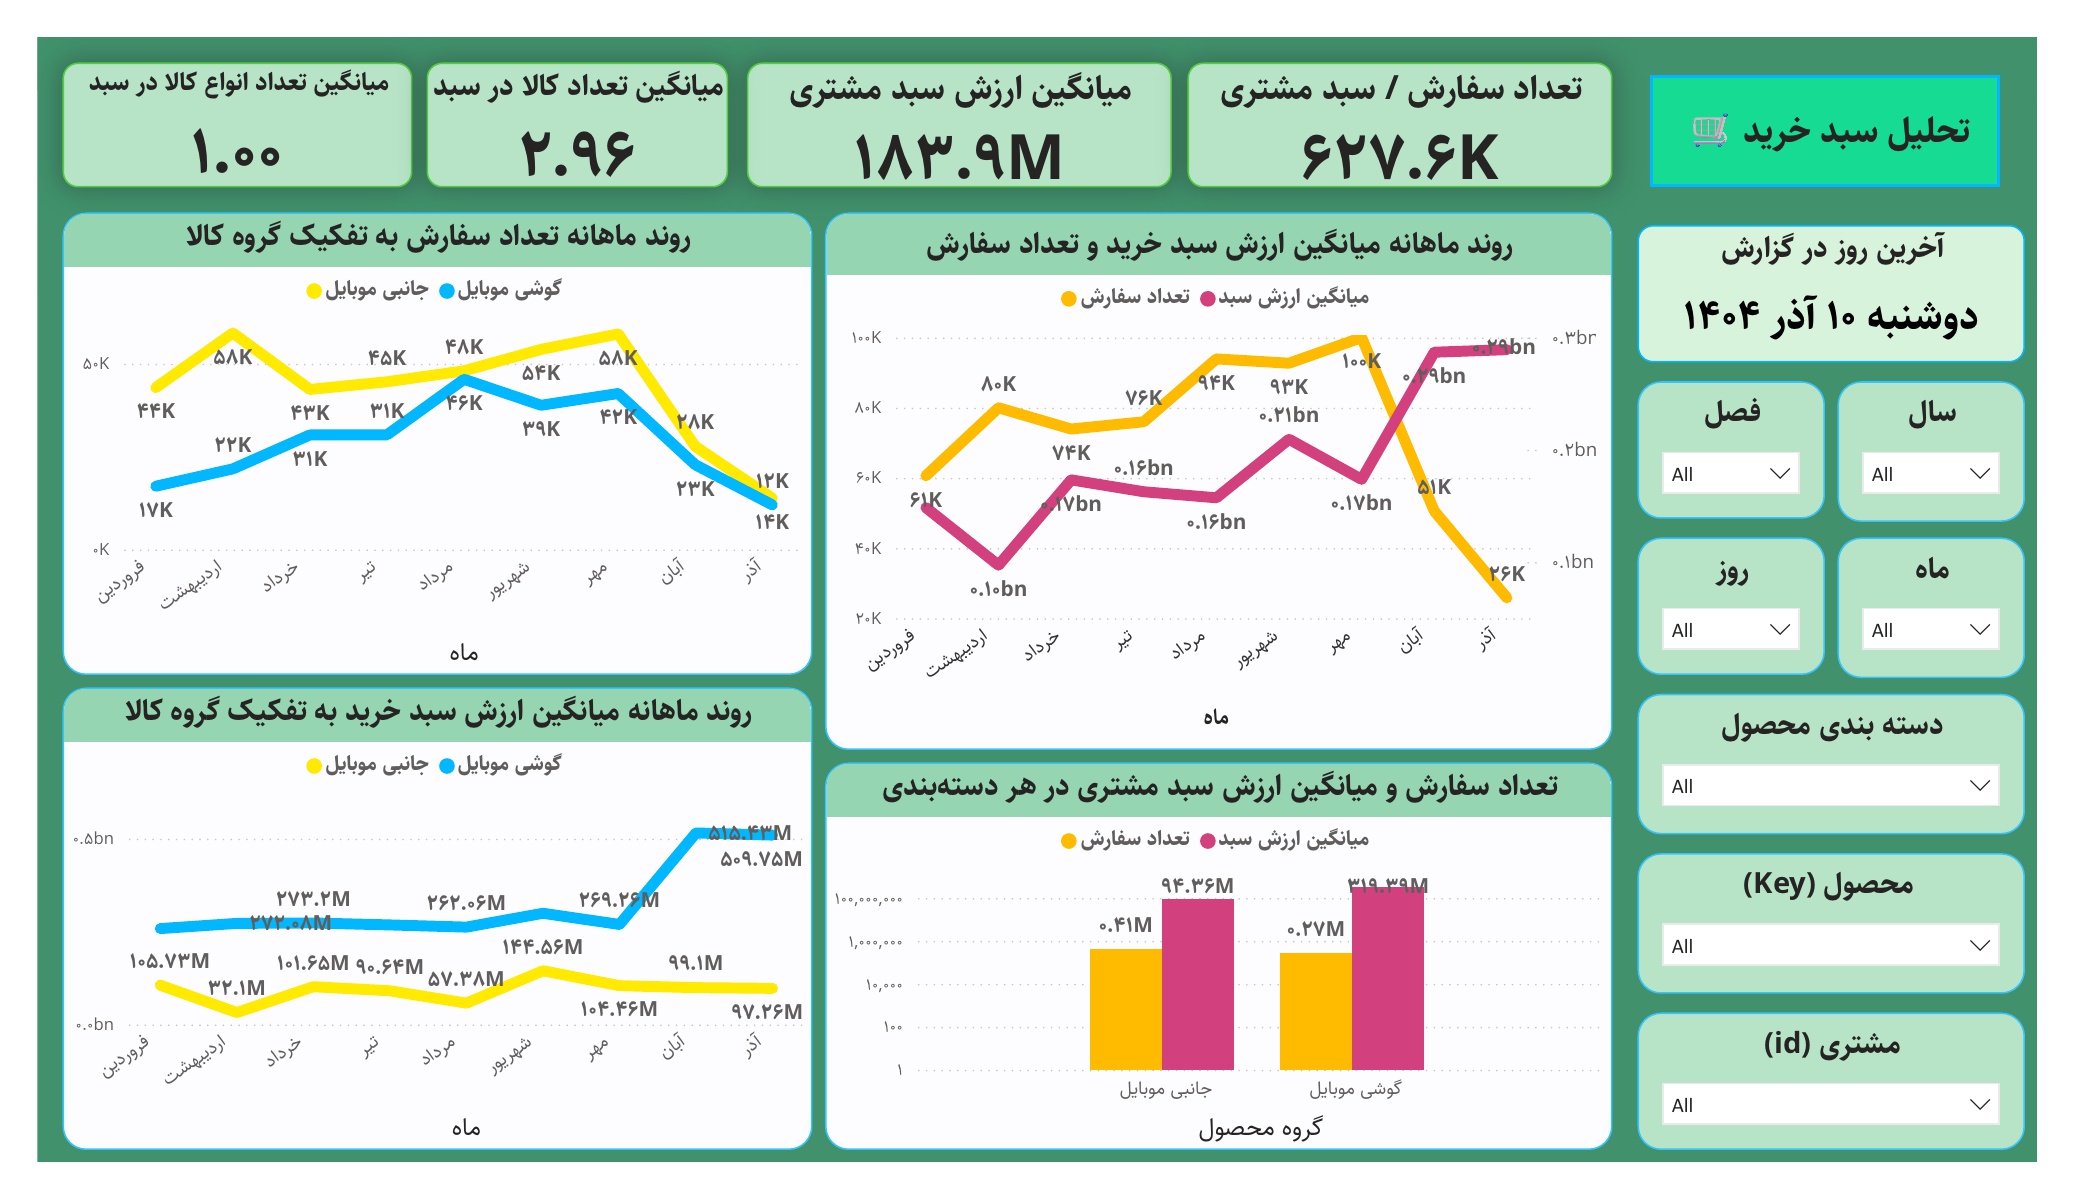 تحلیل سبد خرید 🛒
تعداد سفارش / سبد مشتری
۶۲۷.۶K
میانگین ارزش سبد مشتری
۱۸۳.۹M
میانگین تعداد کالا در سبد
۲.۹۶
میانگین تعداد انواع کالا در سبد
۱.۰۰
آخرین روز در گزارش
دوشنبه ۱۰ آذر ۱۴۰۴
سال
All
فصل
All
ماه
All
روز
All
دسته بندی محصول
All
محصول (Key)
All
مشتری (id)
All
روند ماهانه میانگین ارزش سبد خرید و تعداد سفارش
میانگین ارزش سبد
تعداد سفارش
۱۰۰K
۸۰K
۶۰K
۴۰K
۲۰K
۰.۳bn
۰.۲bn
۰.۱bn
۶۱K
۸۰K
۷۴K
۷۶K
۹۴K
۹۳K
۱۰۰K
۵۱K
۲۶K
۰.۱۰bn
۰.۱۷bn
۰.۱۶bn
۰.۱۶bn
۰.۲۱bn
۰.۱۷bn
۰.۲۹bn
۰.۲۹bn
فروردین
اردیبهشت
خرداد
تیر
مرداد
شهریور
مهر
آبان
آذر
ماه
روند ماهانه تعداد سفارش به تفکیک گروه کالا
گوشی موبایل
جانبی موبایل
۵۰K
۰K
۴۴K
۵۸K
۴۳K
۴۵K
۴۸K
۵۴K
۵۸K
۲۸K
۱۲K
۱۷K
۲۲K
۳۱K
۳۱K
۴۶K
۳۹K
۴۲K
۲۳K
۱۴K
فروردین
اردیبهشت
خرداد
تیر
مرداد
شهریور
مهر
آبان
آذر
ماه
تعداد سفارش و میانگین ارزش سبد مشتری در هر دسته‌بندی
میانگین ارزش سبد
تعداد سفارش
۱۰۰,۰۰۰,۰۰۰
۱,۰۰۰,۰۰۰
۱۰,۰۰۰
۱۰۰
۱
۰.۴۱M
۹۴.۳۶M
۰.۲۷M
۳۱۹.۳۹M
جانبی موبایل
گوشی موبایل
گروه محصول
روند ماهانه میانگین ارزش سبد خرید به تفکیک گروه کالا
گوشی موبایل
جانبی موبایل
۰.۵bn
۰.۰bn
۲۷۲.۰۸M
۲۷۳.۲M
۲۶۲.۰۶M
۲۶۹.۲۶M
۵۱۵.۴۳M
۵۰۹.۷۵M
۱۰۵.۷۳M
۳۲.۱M
۱۰۱.۶۵M
۹۰.۶۴M
۵۷.۳۸M
۱۴۴.۵۶M
۱۰۴.۴۶M
۹۹.۱M
۹۷.۲۶M
فروردین
اردیبهشت
خرداد
تیر
مرداد
شهریور
مهر
آبان
آذر
ماه